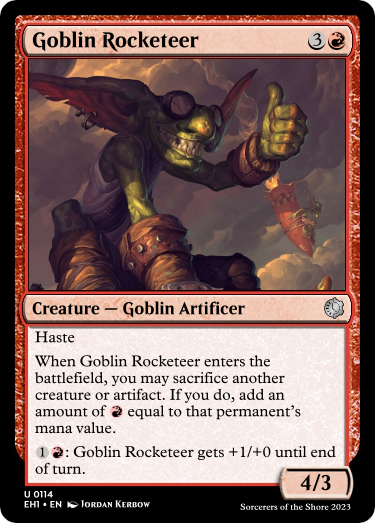 Goblin Rocketeer 3
Creature — Goblin Artificer
Haste
When Goblin Rocketeer enters the
battlefield, you may sacrifice another
creature or artifact. If you do, add an
amount of equal to that permanent's
mana value.
1 : Goblin Rocketeer gets +1/+0 until end
of turn.
4/3
U 0114
EH1 • EN Jordan Kerbow
Sorcerers of the Shore 2023